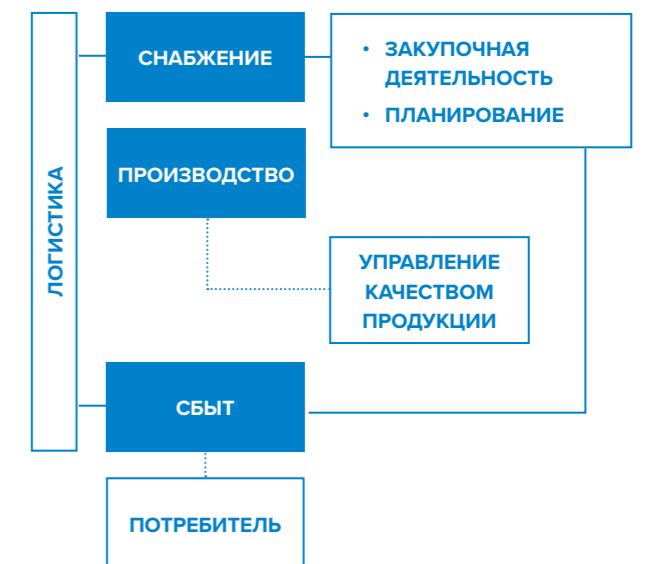 ЛОГИСТИКА
СНАБЖЕНИЕ
• ЗАКУПОЧНАЯ
ДЕЯТЕЛЬНОСТЬ
• ПЛАНИРОВАНИЕ
ПРОИЗВОДСТВО
УПРАВЛЕНИЕ
КАЧЕСТВОМ
ПРОДУКЦИИ
СБЫТ
ПОТРЕБИТЕЛЬ